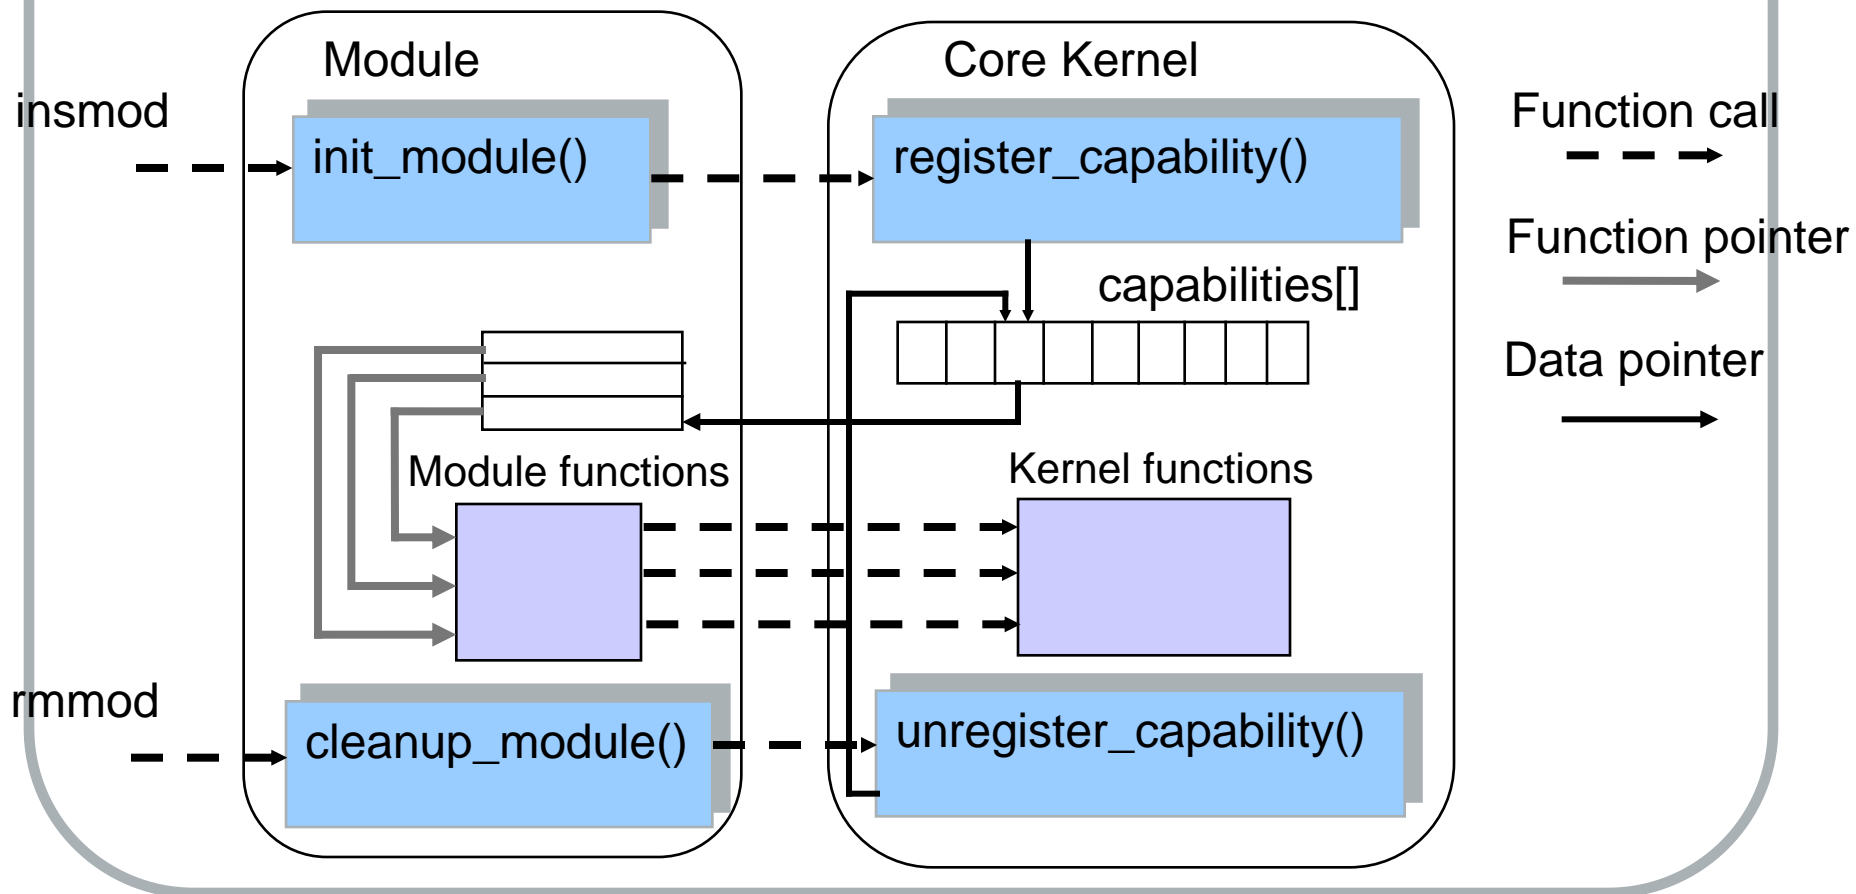 Module
Core Kernel
insmod
Function call
init_module()
register_capability()
Function pointer
capabilities[]
Data pointer
Module functions
Kernel functions
rmmod
cleanup_module()
unregister_capability()